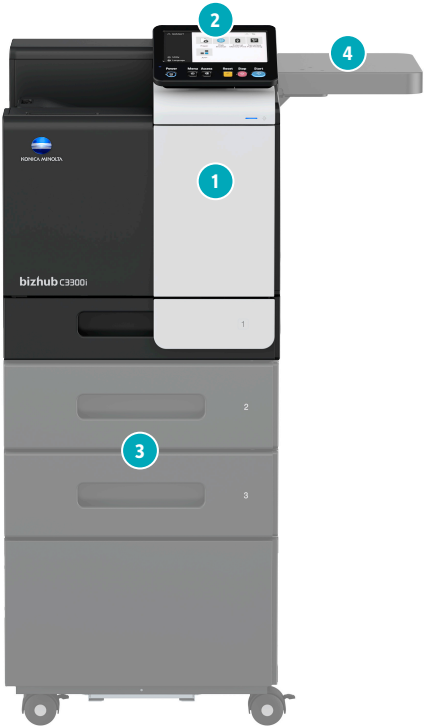 2
4
Power
Menu
Access
Reset
Stop
Start
KONICA MINOLTA
1
bizhub C3300i
1
2
3
3